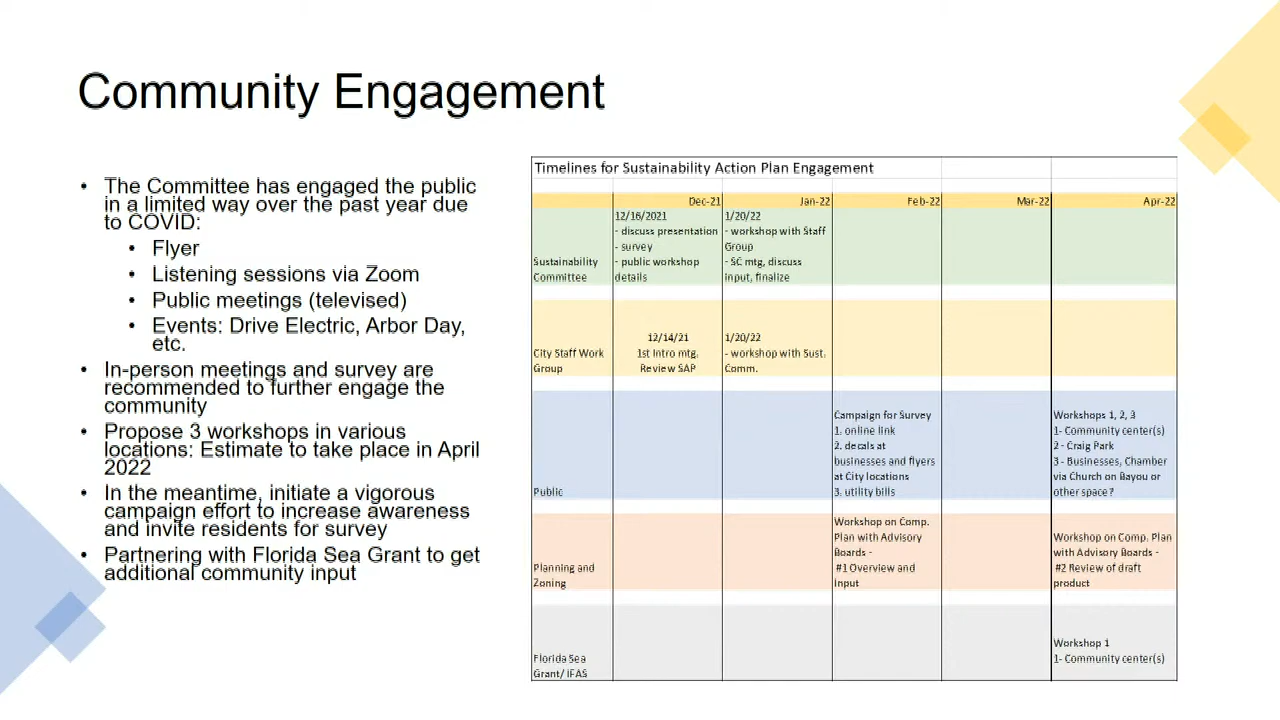 Community Engagement
• The Committee has engaged the public
in a limited way over the past year due
to COVID:
• Flyer
• Listening sessions via Zoom
• Public meetings (televised)
• Events: Drive Electric, Arbor Day,
etc.
• In-person meetings and survey are
recommended to further engage the
community
• Propose 3 workshops in various
locations: Estimate to take place in April
2022
• In the meantime, initiate a vigorous
campaign effort to increase awareness
and invite residents for survey
• Partnering with Florida Sea Grant to get
additional community input
Timelines for Sustainability Action Plan Engagement
Dec-21 Jan-22 Feb-22 Mar-22 Apr-22
Sustainability
Committee
12/16/2021
- discuss presentation
- survey
- public workshop
details
1/20/22
- workshop with Staff
Group
- SC mtg, discuss
input, finalize
City Staff Work
Group
12/14/21
1st Intro mtg.
Review SAP
1/20/22
- workshop with Sust.
Comm.
Public
Campaign for Survey
1. online link
2. decals at
businesses and flyers
at City locations
3. utility bills
Workshops 1, 2, 3
1- Community center(s)
2 - Craig Park
3 - Businesses, Chamber
via Church on Bayou or
other space?
Planning and
Zoning
Workshop on Comp.
Plan with Advisory
Boards -
#1 Overview and
Input
Workshop on Comp. Plan
with Advisory Boards -
#2 Review of draft
product
Florida Sea
Grant/ IFAS
Workshop 1
1- Community center(s)